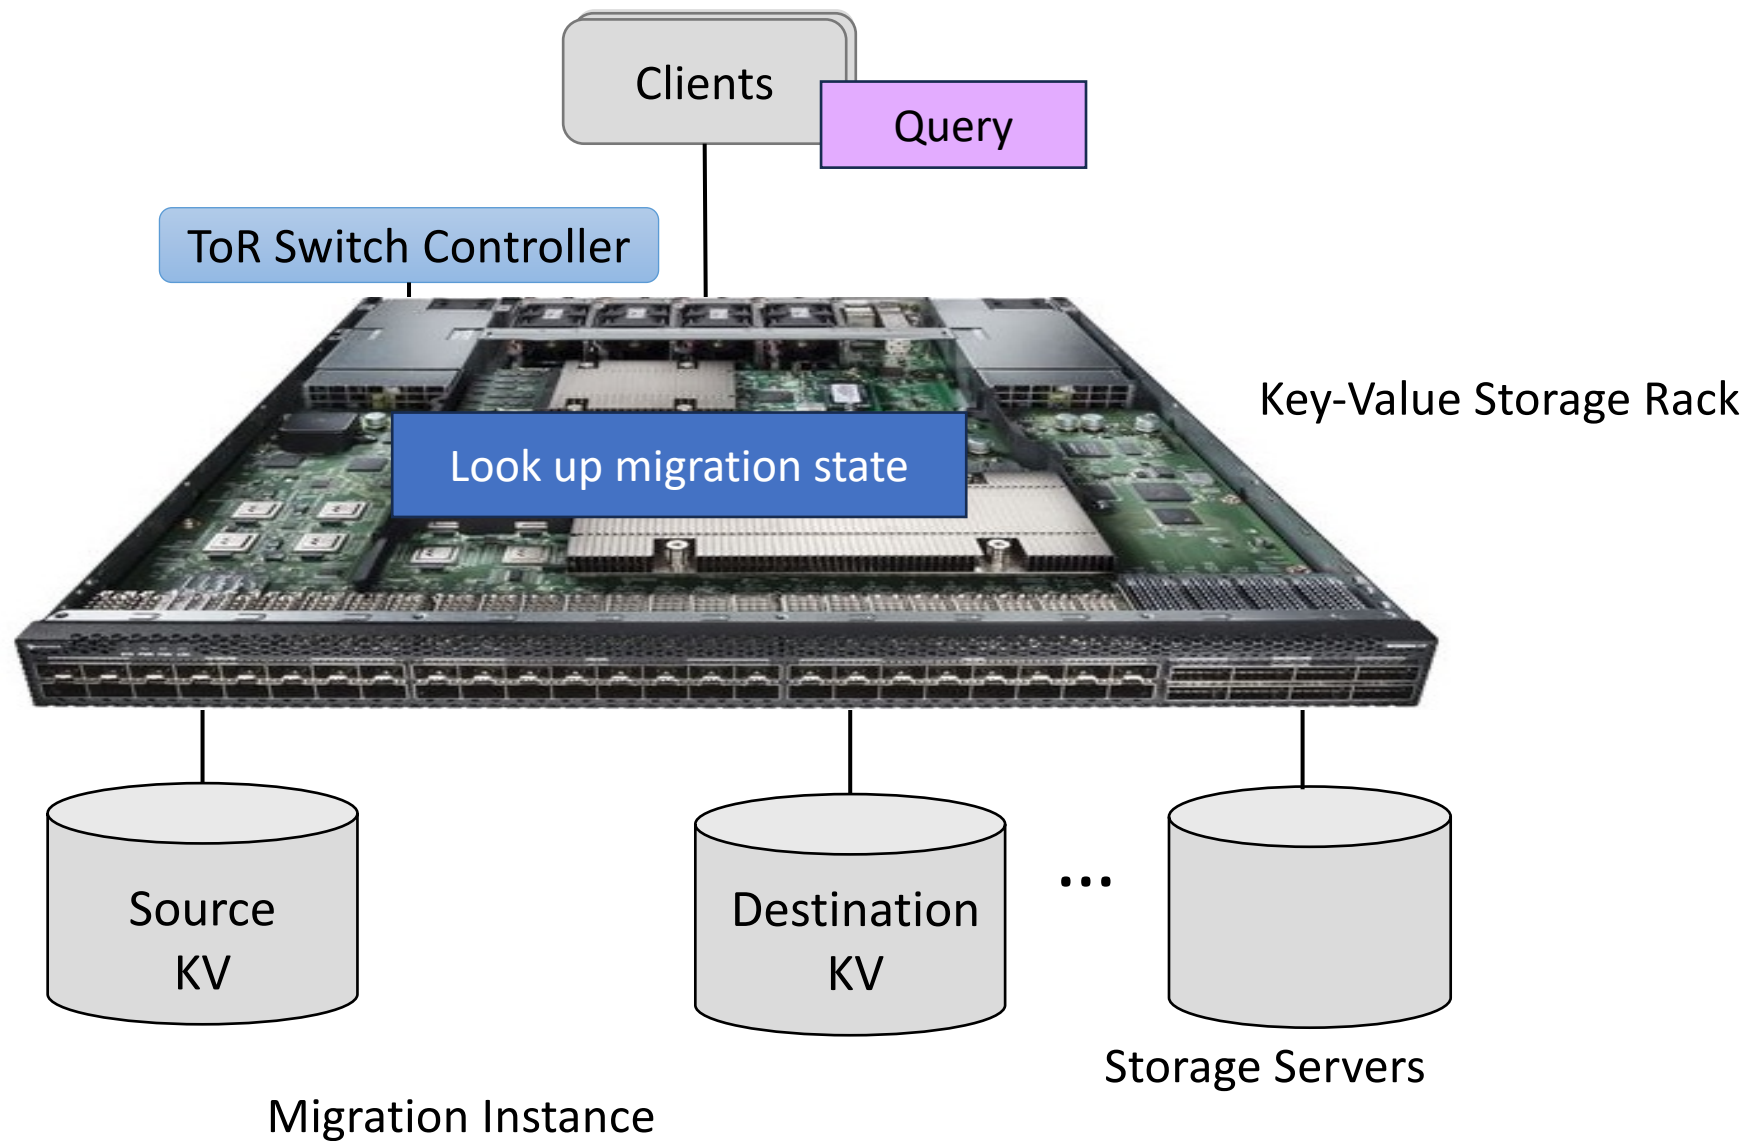 Clients
Query
ToR Switch Controller
Key-Value Storage Rack
Look up migration state
Source
KV
Destination
KV
...
Storage Servers
Migration Instance